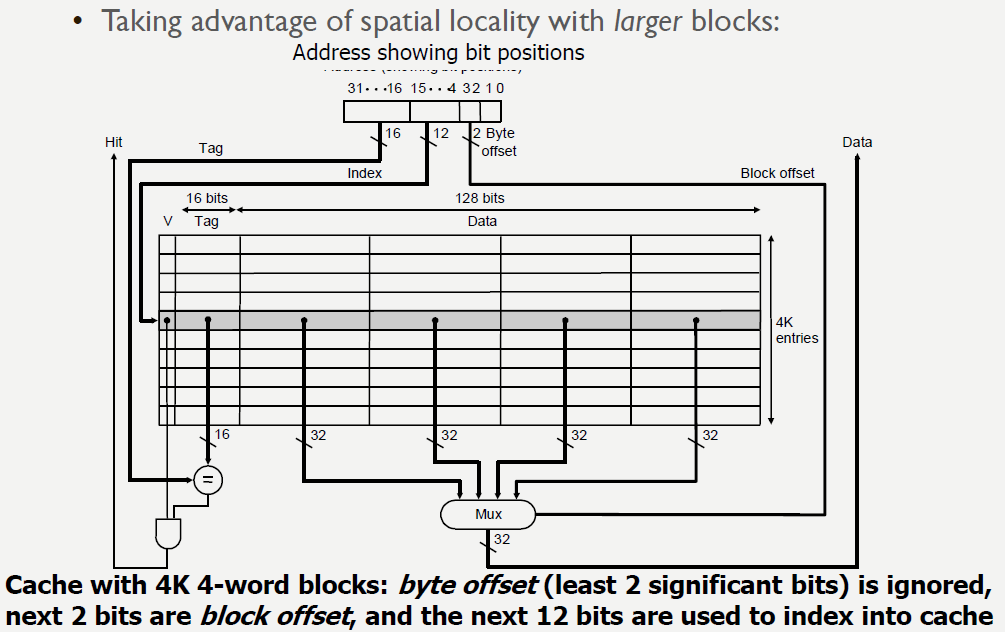 • Taking advantage of spatial locality with larger blocks:
Address showing bit positions
31 • • • 16 15 • • 4 32 1 0
16 12 2 Byte
offset
Hit
Tag
Data
Index
Block offset
16 bits
128 bits
V Tag Data
4K
entries
16 32 32 32 32
=
Mux
32
Cache with 4K 4-word blocks: byte offset (least 2 significant bits) is ignored,
next 2 bits are block offset, and the next 12 bits are used to index into cache